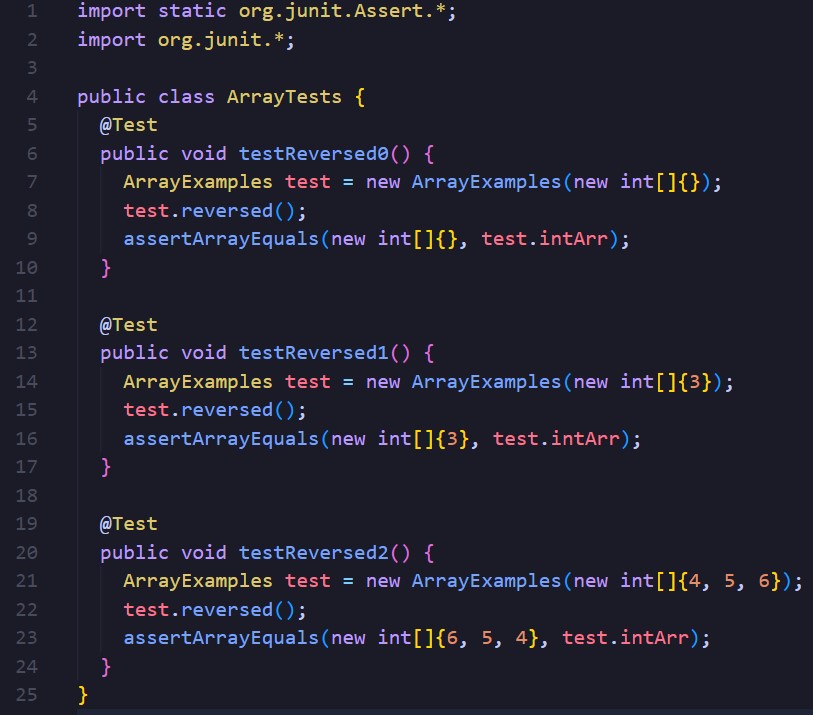 1 import static org.junit.Assert.*;
2 import org.junit.*;
3
4 public class ArrayTests {
5   @Test
6   public void testReversed0() {
7     ArrayExamples test = new ArrayExamples(new int[]{});
8     test.reversed();
9     assertArrayEquals(new int[]{}, test.intArr);
10   }
11
12   @Test
13   public void testReversed1() {
14     ArrayExamples test = new ArrayExamples(new int[]{3});
15     test.reversed();
16     assertArrayEquals(new int[]{3}, test.intArr);
17   }
18
19   @Test
20   public void testReversed2() {
21     ArrayExamples test = new ArrayExamples(new int[]{4, 5, 6});
22     test.reversed();
23     assertArrayEquals(new int[]{6, 5, 4}, test.intArr);
24   }
25 }